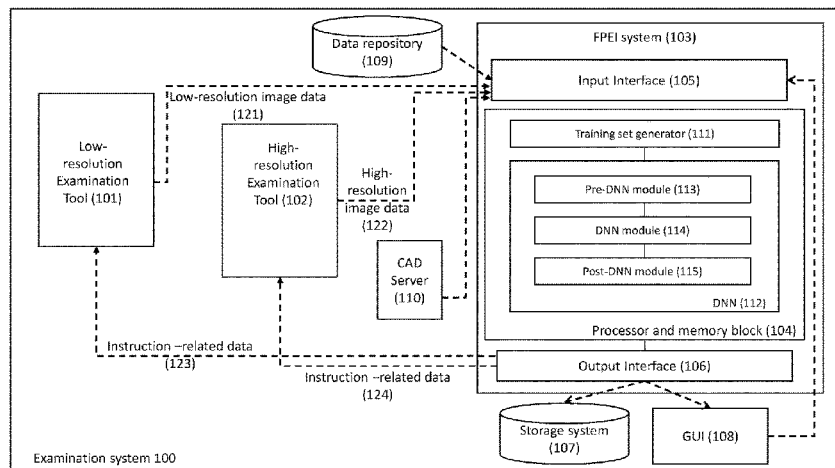 Data repository
(109)
FPEI system (103)
Input Interface (105)
Low-resolution image data
(121)
Low-
resolution
Examination
Tool (101)
High-
resolution
Examination
Tool (102)
High-
resolution
image data
(122)
CAD
Server
(110)
Training set generator (111)
Pre-DNN module (113)
DNN module (114)
Post-DNN module (115)
DNN (112)
Processor and memory block (104)
Instruction –related data
(123)
Instruction –related data
(124)
Output Interface (106)
Storage system
(107)
GUI (108)
Examination system 100